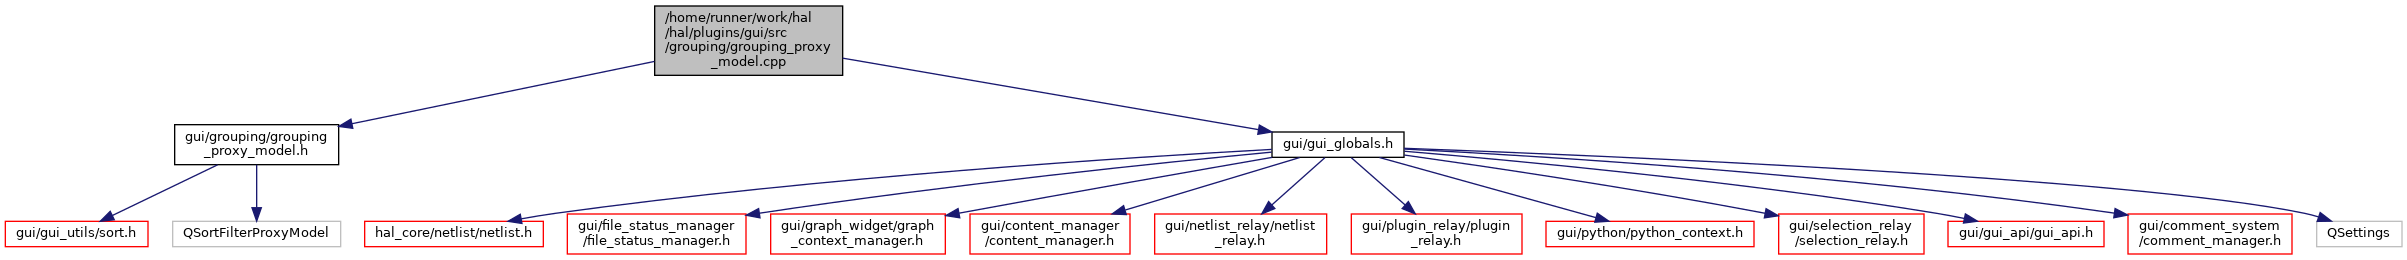 /home/runner/work/hal
/hal/plugins/gui/src
/grouping/grouping_proxy
_model.cpp
gui/grouping/grouping
_proxy_model.h
gui/gui_globals.h
gui/gui_utils/sort.h
QSortFilterProxyModel
hal_core/netlist/netlist.h
gui/file_status_manager
/file_status_manager.h
gui/graph_widget/graph
_context_manager.h
gui/content_manager
/content_manager.h
gui/netlist_relay/netlist
_relay.h
gui/plugin_relay/plugin
_relay.h
gui/python/python_context.h
gui/selection_relay
/selection_relay.h
gui/gui_api/gui_api.h
gui/comment_system
/comment_manager.h
QSettings